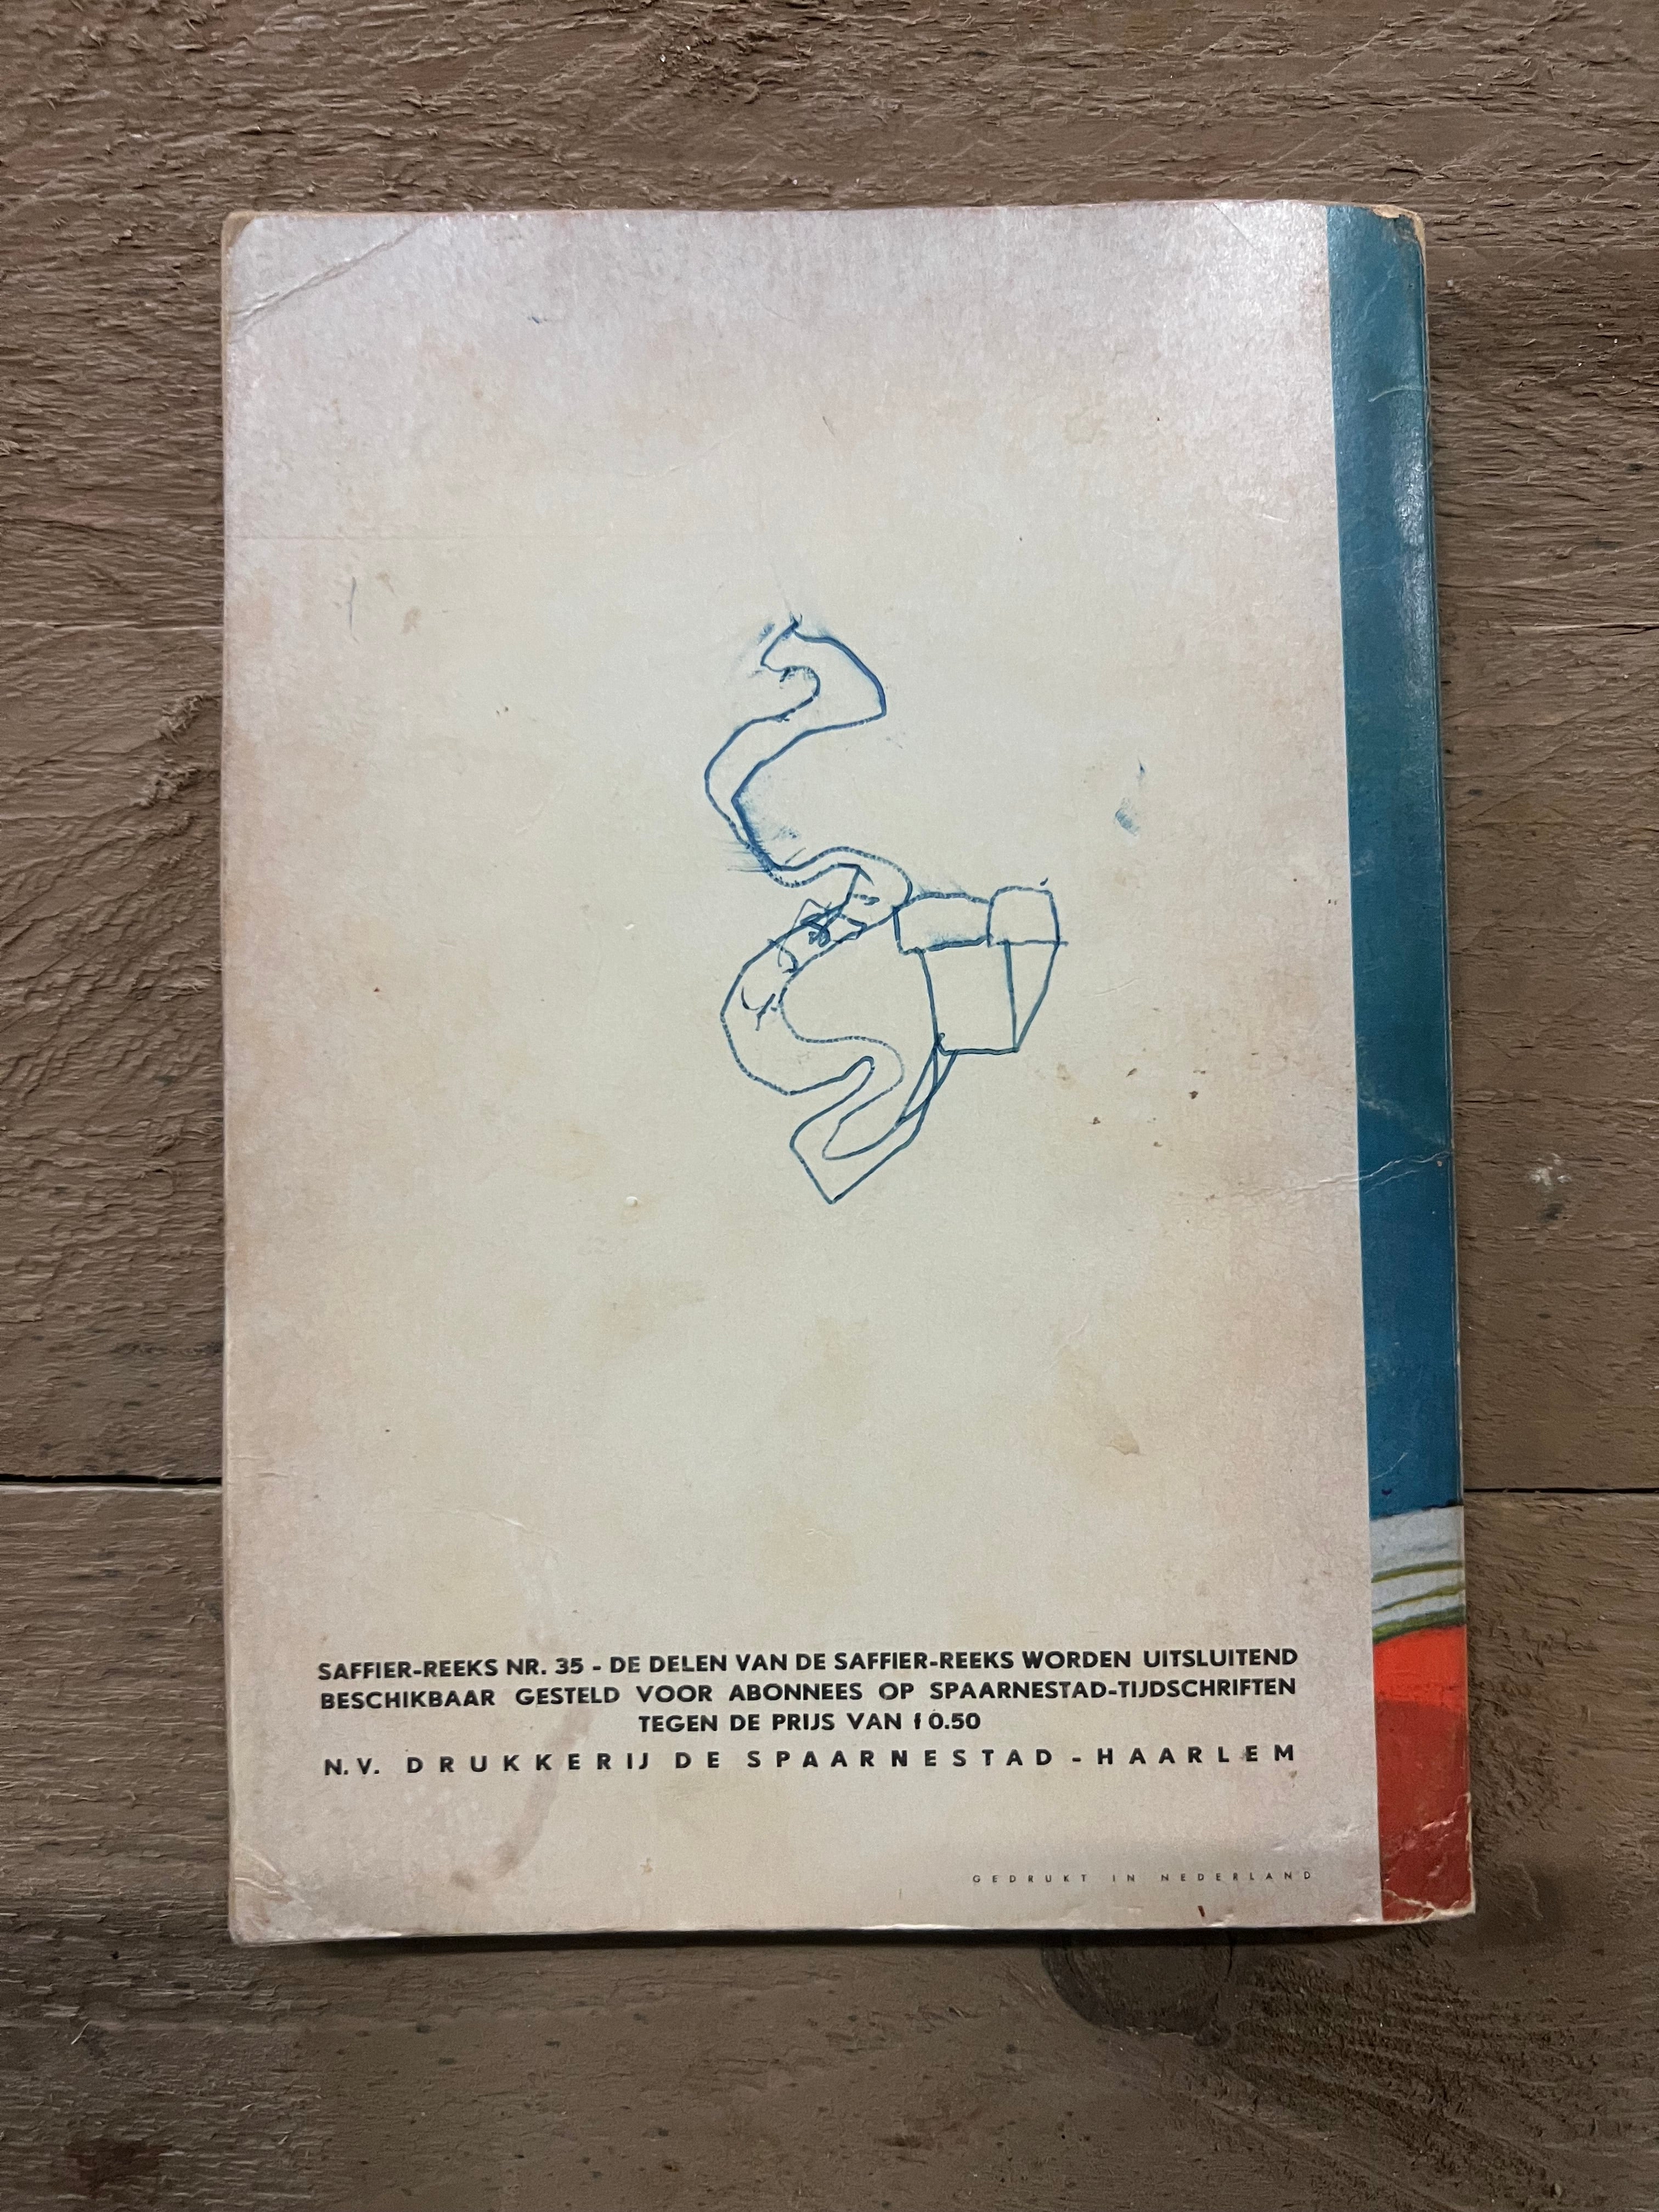 SAFFIER-REEKS NR. 35 - DE DELEN VAN DE SAFFIER-REEKS WORDEN UITSLUITEND
BESCHIKBAAR GESTELD VOOR ABONNEES OP SPAARNESTAD-TIJDSCHRIFTEN
TEGEN DE PRIJS VAN f 0.50
N.V. DRUKKERIJ DE SPAARNESTAD - HAARLEM
GEDRUKT IN NEDERLAND